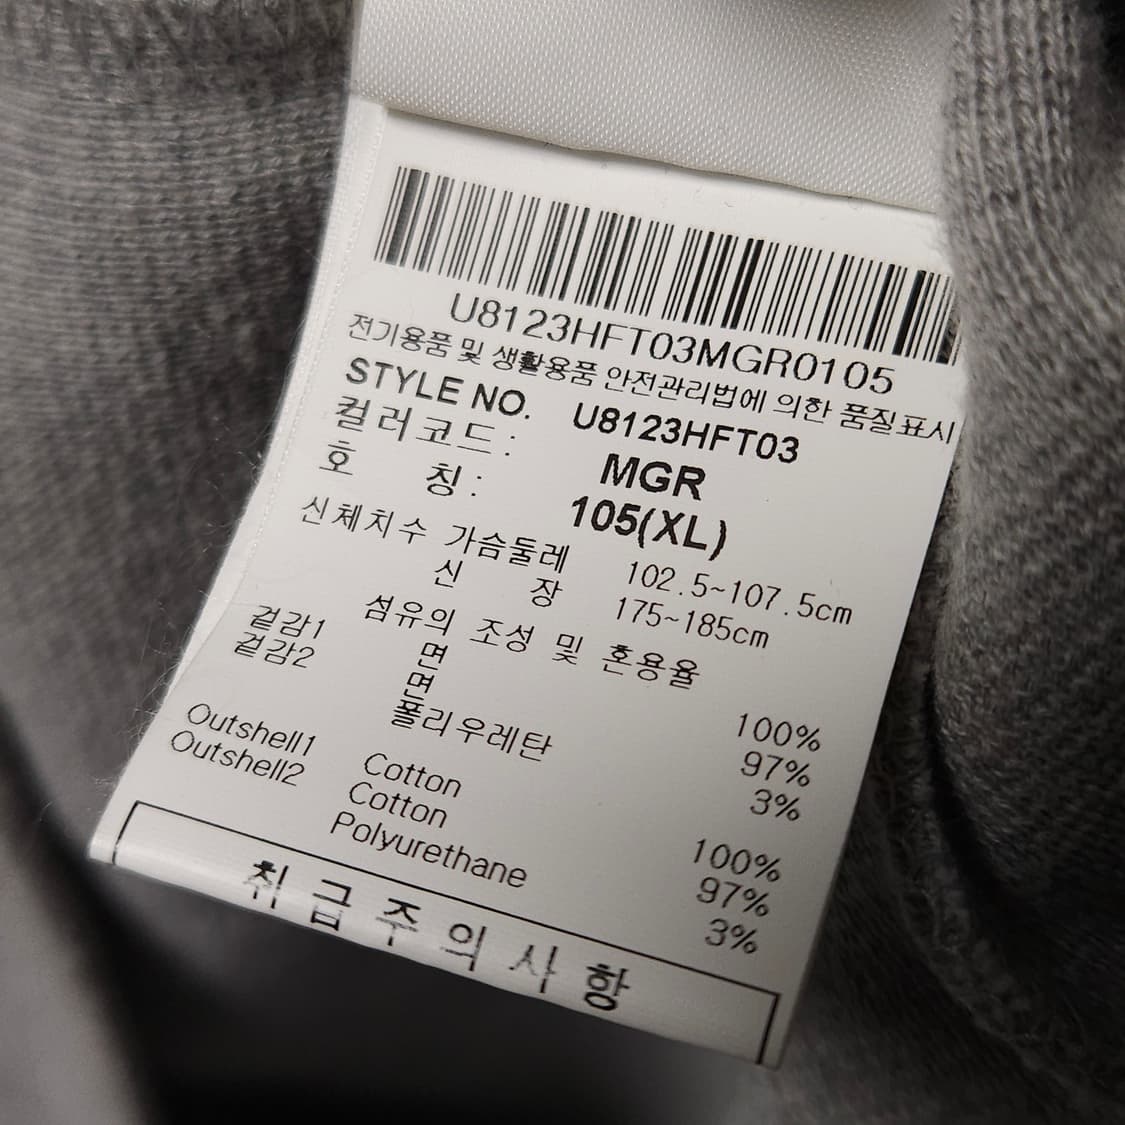 U8123HFT03MGR0105
전기용품 및 생활용품 안전관리법에 의한 품질표시
STYLE NO. U8123HFT03
컬러코드 : MGR
호 칭 : 105(XL)
신체치수 가슴둘레 102.5~107.5cm
신 장 175~185cm
섬유의 조성 및 혼용율
겉감1 면 100%
겉감2 면 97%
폴리우레탄 3%
Outshell1 Cotton 100%
Outshell2 Cotton 97%
Polyurethane 3%
취급주의사항